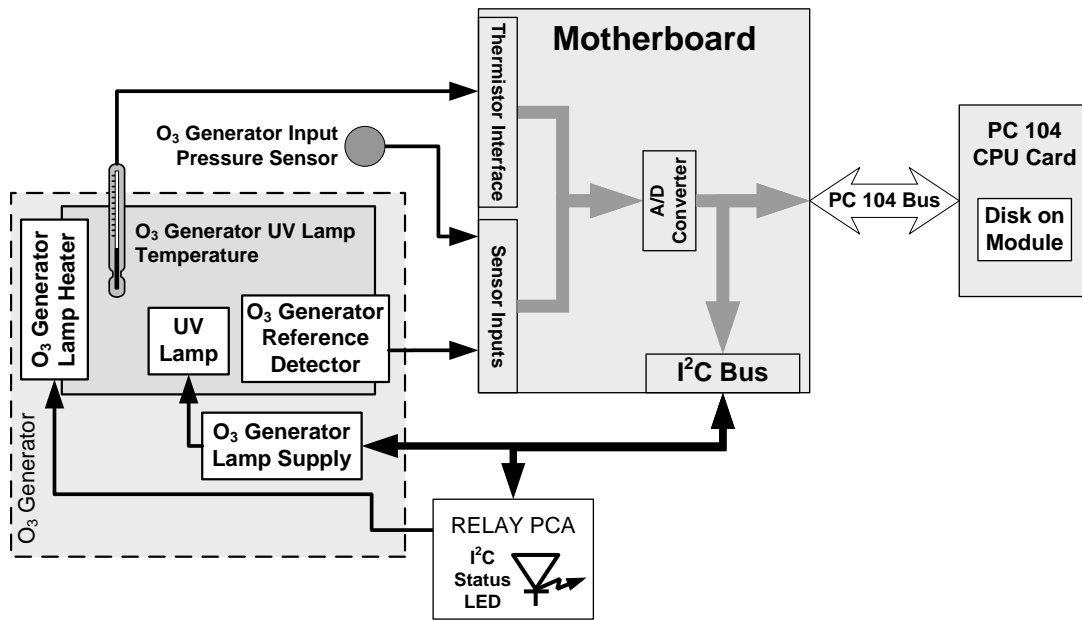 Motherboard
Thermistor Interface
O₃ Generator Input
Pressure Sensor
Sensor Inputs
A/D
Converter
PC 104 Bus
PC 104
CPU Card
Disk on
Module
O₃ Generator UV Lamp
Temperature
O₃ Generator
Lamp Heater
UV
Lamp
O₃ Generator
Reference
Detector
I²C Bus
O₃ Generator
Lamp Supply
O₃ Generator
RELAY PCA
I²C
Status
LED